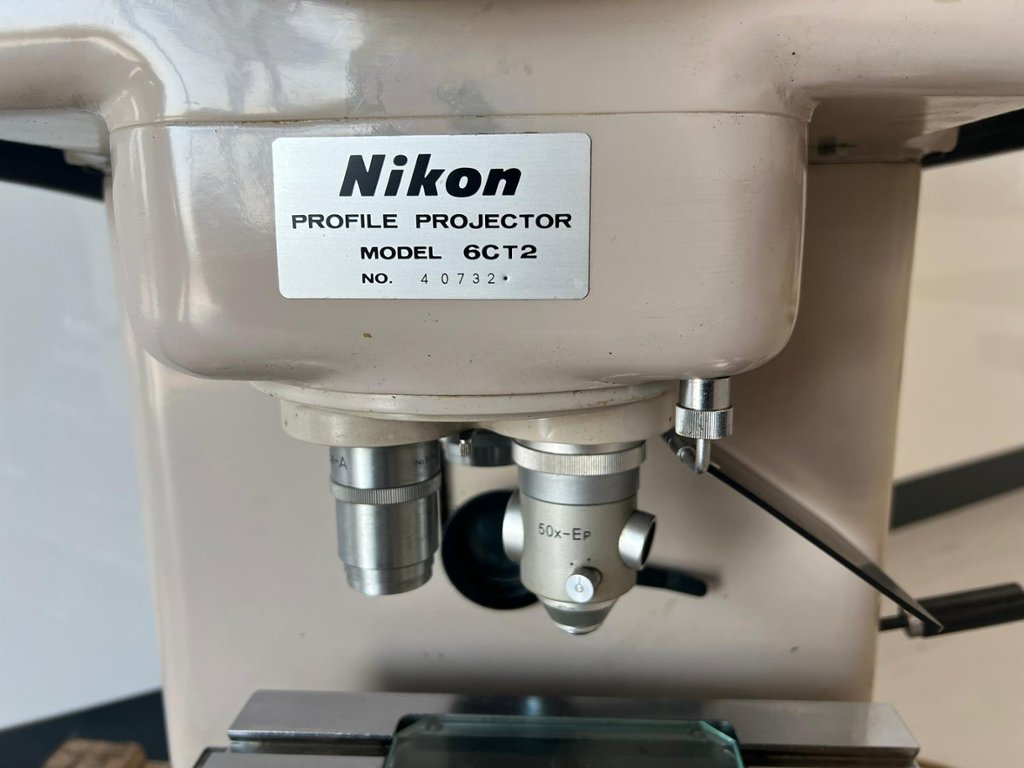 Nikon
PROFILE PROJECTOR
MODEL 6CT2
NO. 40732
50x-Ep